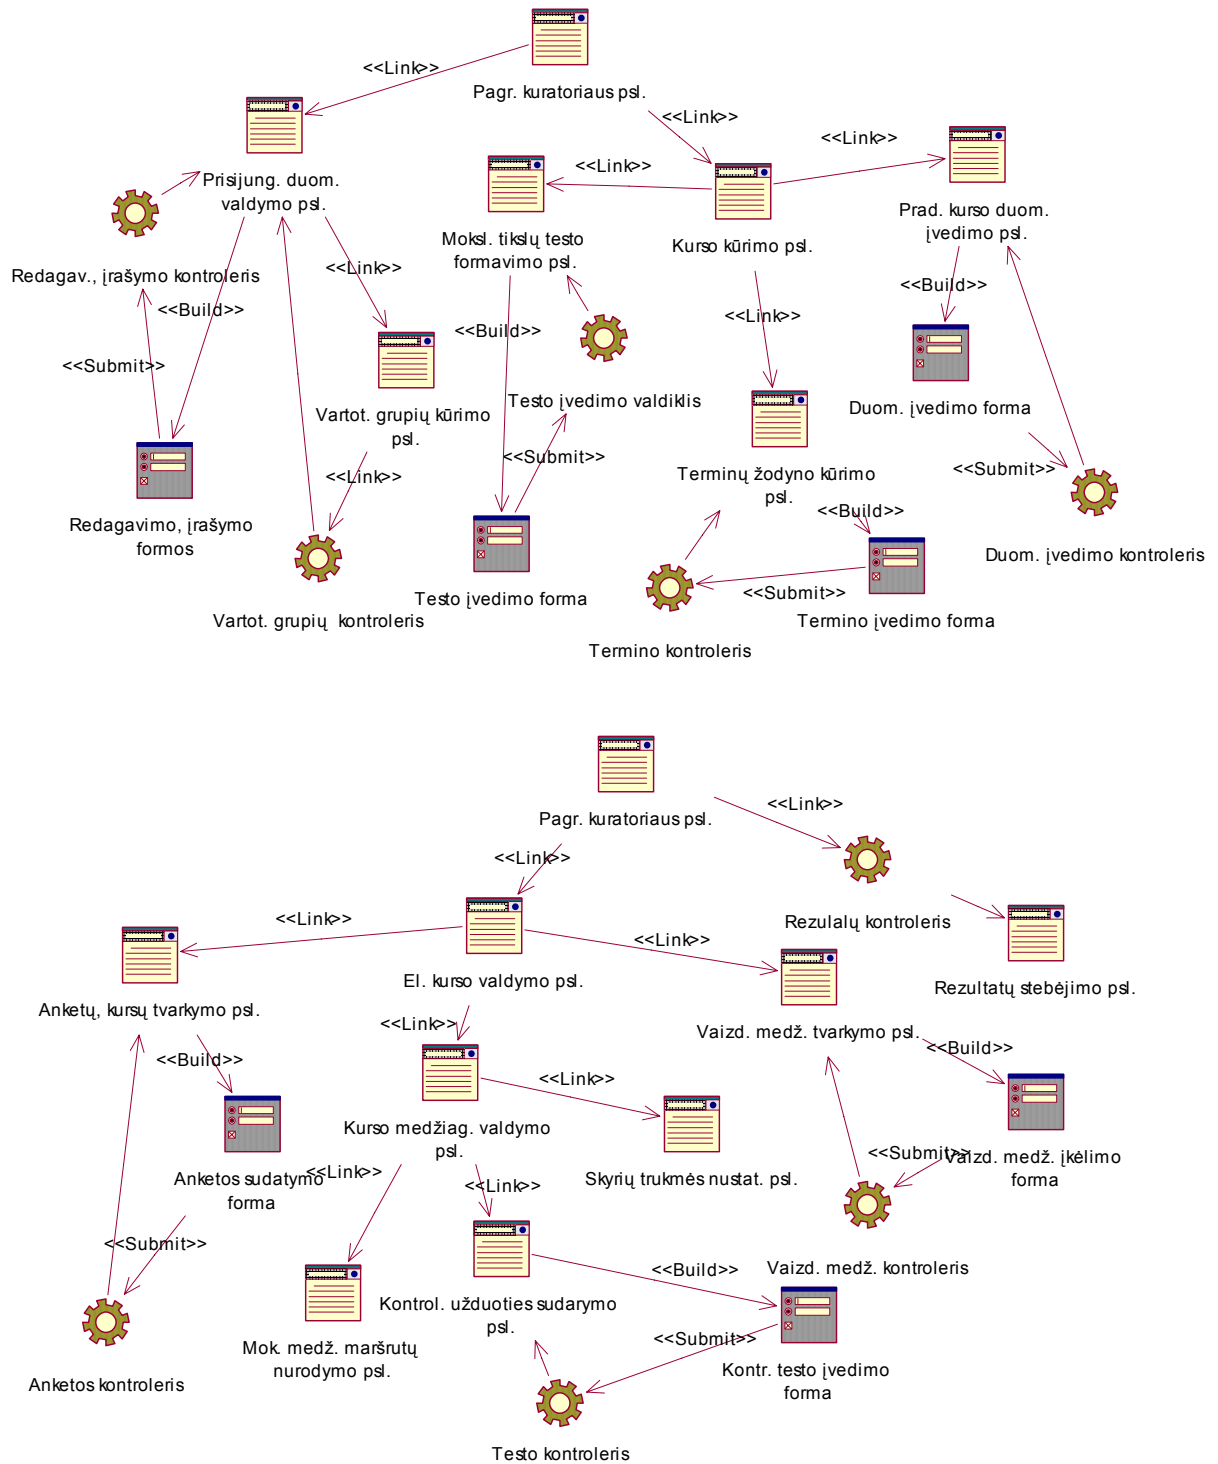 <<Link>>
Pagr. kuratoriaus psl.
<<Link>>
<<Link>>
<<Link>>
Prisijung. duom.
valdymo psl.
Moksl. tikslų testo
formavimo psl.
Kurso kūrimo psl.
Prad. kurso duom.
įvedimo psl.
Redagav., įrašymo kontroleris
<<Link>>
<<Build>>
<<Build>>
<<Link>>
<<Build>>
<<Submit>>
Vartot. grupių kūrimo
psl.
Testo įvedimo valdiklis
Duom. įvedimo forma
<<Submit>>
<<Link>>
Terminų žodyno kūrimo
psl.
<<Submit>>
<<Build>>
Redagavimo, įrašymo
formos
Duom. įvedimo kontroleris
Testo įvedimo forma
<<Submit>>
Vartot. grupių  kontroleris
Termino įvedimo forma
Termino kontroleris
Pagr. kuratoriaus psl.
<<Link>>
<<Link>>
<<Link>>
Rezulalų kontroleris
<<Link>>
El. kurso valdymo psl.
Rezultatų stebėjimo psl.
Anketų, kursų tvarkymo psl.
<<Link>>
Vaizd. medž. tvarkymo psl.
<<Build>>
<<Build>>
<<Link>>
Kurso medžiag. valdymo
psl.
<<Link>>
<<Link>>
Skyrių trukmės nustat. psl.
<<Submit>>
Vaizd. medž. įkėlimo
forma
Anketos sudatymo
forma
<<Submit>>
<<Build>>
Vaizd. medž. kontroleris
Kontrol. užduoties sudarymo
psl.
<<Submit>>
Mok. medž. maršrutų
nurodymo psl.
Kontr. testo įvedimo
forma
Anketos kontroleris
Testo kontroleris